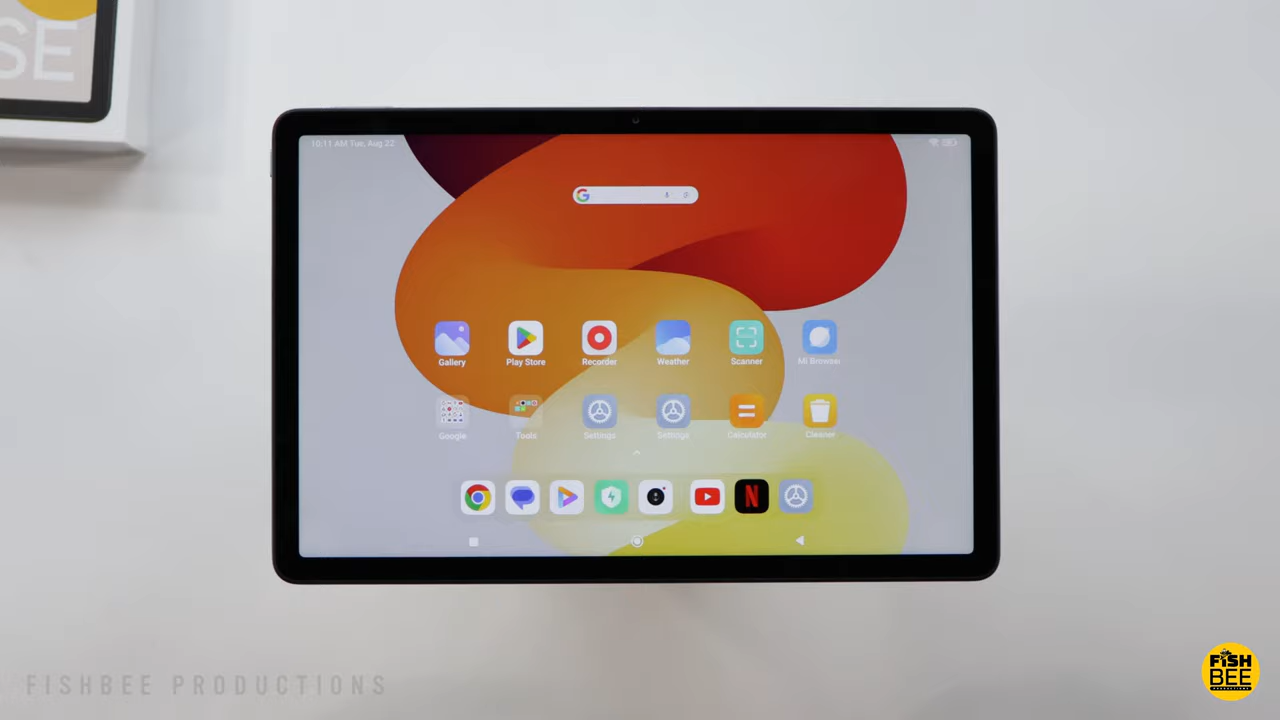 SE
10:11 AM Tue, Aug 22
Gallery
Play Store
Recorder
Weather
Scanner
Mi Browser
Google
Tools
Settings
Settings
Calculator
Cleaner
N
FISHBEE PRODUCTIONS
FISH
BEE
PRODUCTIONS